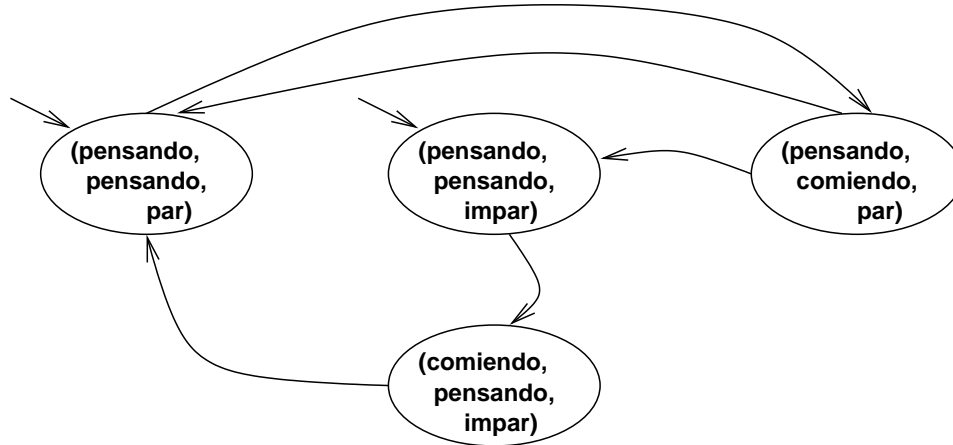 (pensando,
pensando,
par)
(pensando,
pensando,
impar)
(pensando,
comiendo,
par)
(comiendo,
pensando,
impar)